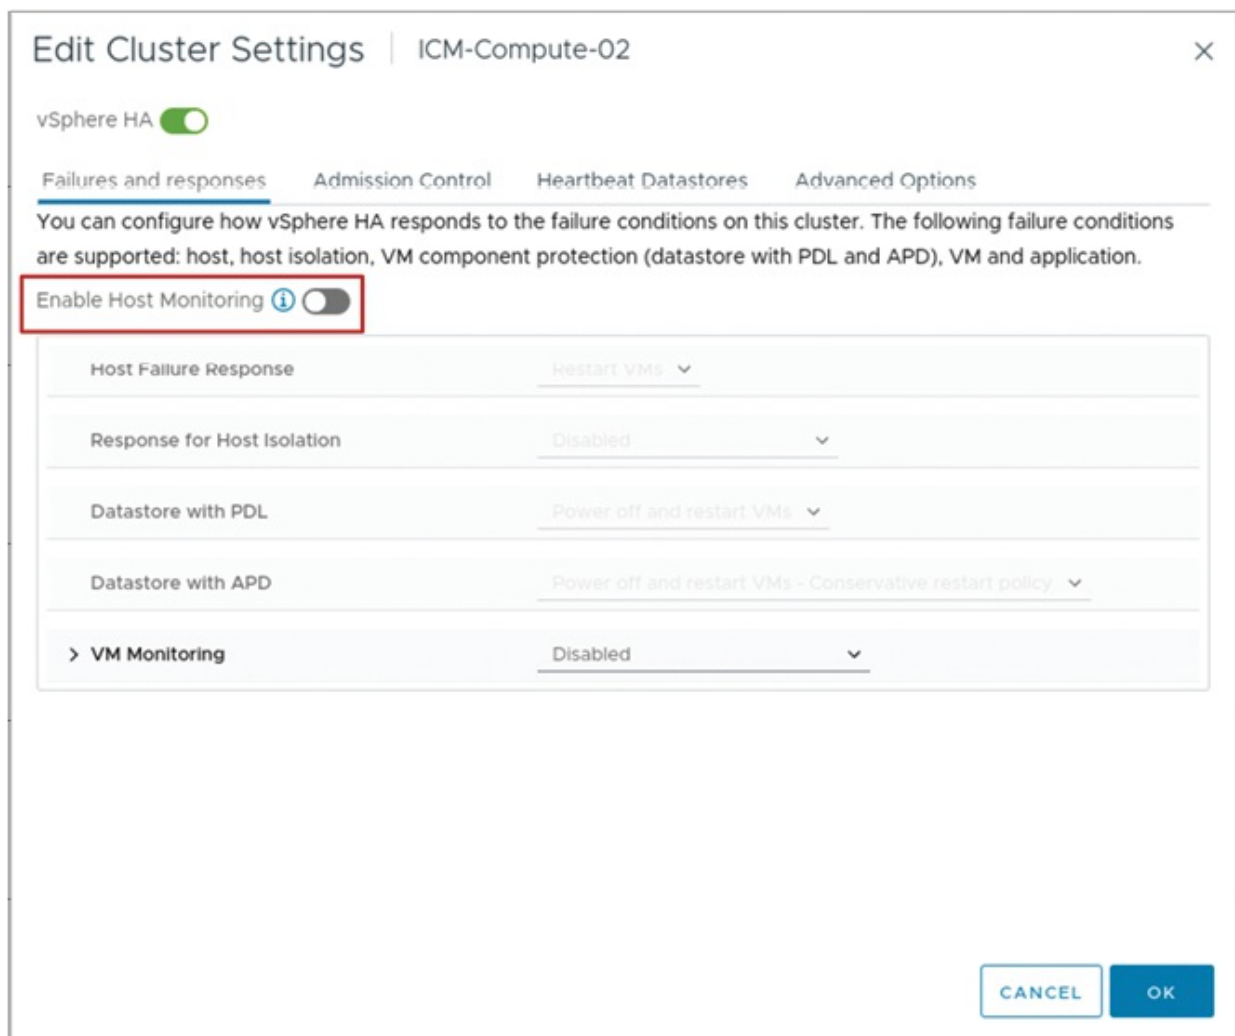 Edit Cluster Settings ICM-Compute-02
vSphere HA
Failures and responses Admission Control Heartbeat Datastores Advanced Options
You can configure how vSphere HA responds to the failure conditions on this cluster. The following failure conditions
are supported: host, host isolation, VM component protection (datastore with PDL and APD), VM and application.
Enable Host Monitoring
Host Failure Response Restart VMs
Response for Host Isolation Disabled
Datastore with PDL Power off and restart VMs
Datastore with APD Power off and restart VMs - Conservative restart policy
VM Monitoring Disabled
CANCEL OK